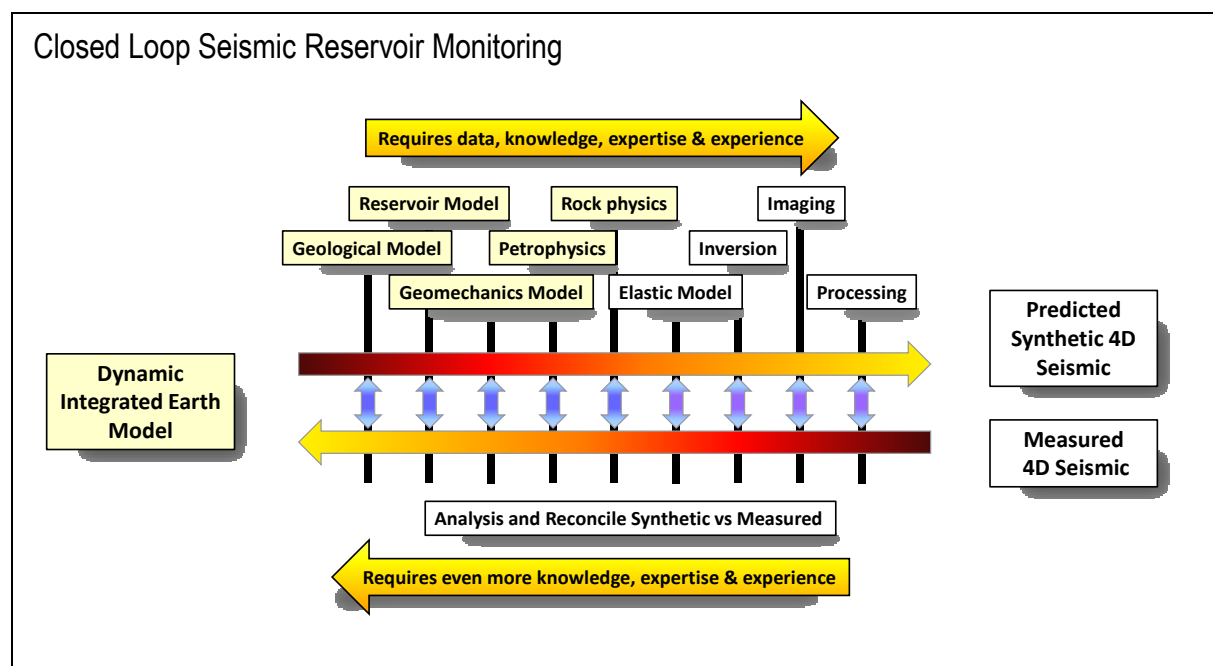 Closed Loop Seismic Reservoir Monitoring
Requires data, knowledge, expertise & experience
Reservoir Model
Rock physics
Imaging
Geological Model
Petrophysics
Inversion
Geomechanics Model
Elastic Model
Processing
Dynamic
Integrated Earth
Model
Predicted
Synthetic 4D
Seismic
Measured
4D Seismic
Analysis and Reconcile Synthetic vs Measured
Requires even more knowledge, expertise & experience